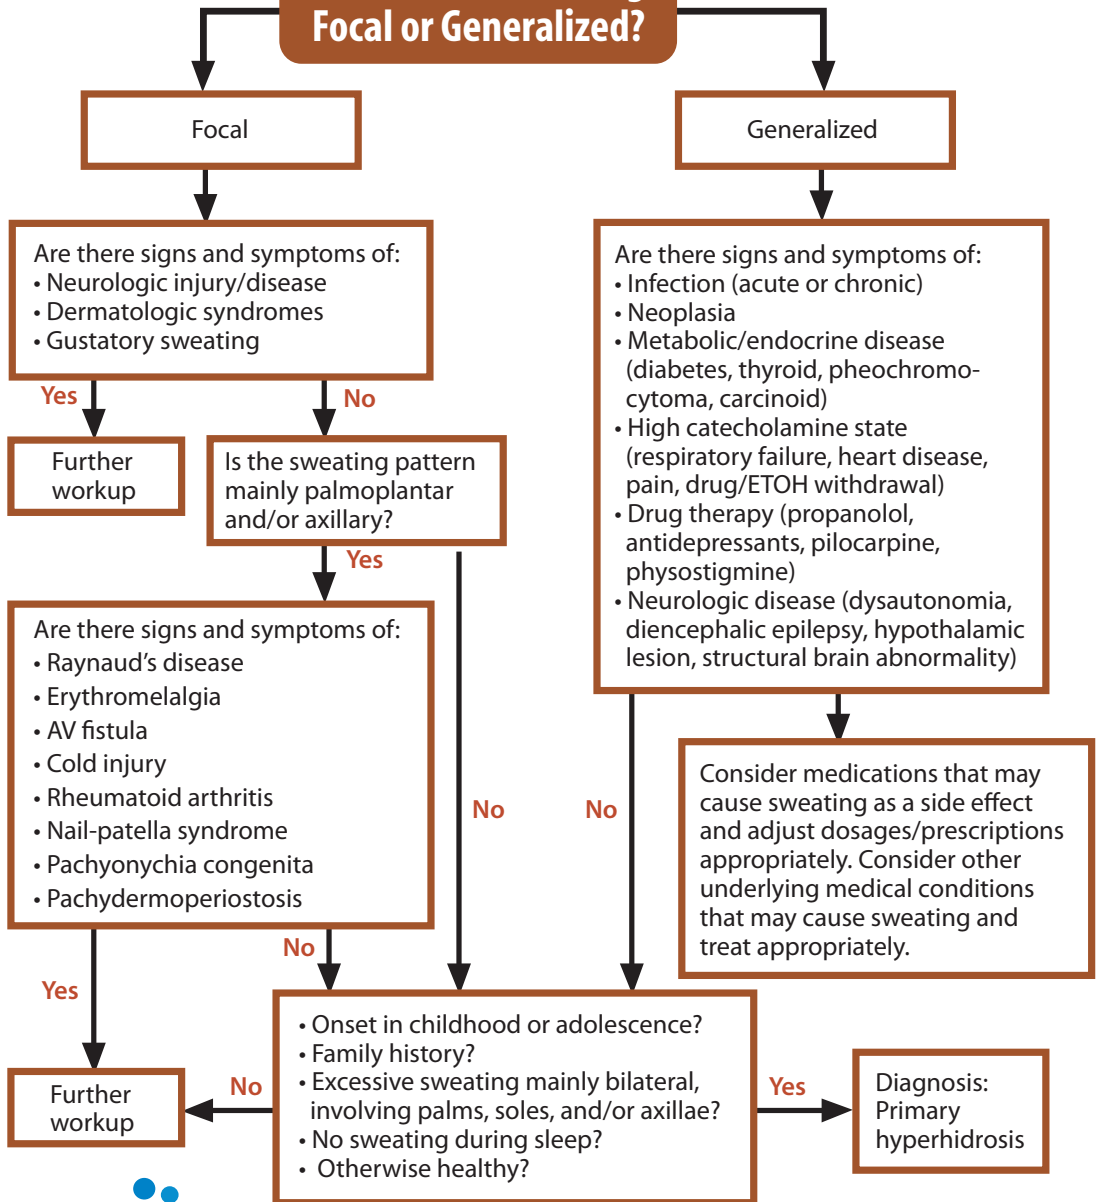 Focal or Generalized?
Focal
Generalized
Are there signs and symptoms of:
• Neurologic injury/disease
• Dermatologic syndromes
• Gustatory sweating
Yes
No
Further
workup
Is the sweating pattern
mainly palmoplantar
and/or axillary?
Yes
Are there signs and symptoms of:
• Raynaud’s disease
• Erythromelalgia
• AV fistula
• Cold injury
• Rheumatoid arthritis
• Nail-patella syndrome
• Pachyonychia congenita
• Pachydermoperiostosis
Are there signs and symptoms of:
• Infection (acute or chronic)
• Neoplasia
• Metabolic/endocrine disease
(diabetes, thyroid, pheochromo-
cytoma, carcinoid)
• High catecholamine state
(respiratory failure, heart disease,
pain, drug/ETOH withdrawal)
• Drug therapy (propanolol,
antidepressants, pilocarpine,
physostigmine)
• Neurologic disease (dysautonomia,
diencephalic epilepsy, hypothalamic
lesion, structural brain abnormality)
Consider medications that may
cause sweating as a side effect
and adjust dosages/prescriptions
appropriately. Consider other
underlying medical conditions
that may cause sweating and
treat appropriately.
No
No
No
Yes
• Onset in childhood or adolescence?
• Family history?
• Excessive sweating mainly bilateral,
involving palms, soles, and/or axillae?
• No sweating during sleep?
• Otherwise healthy?
No
Further
workup
Yes
Diagnosis:
Primary
hyperhidrosis